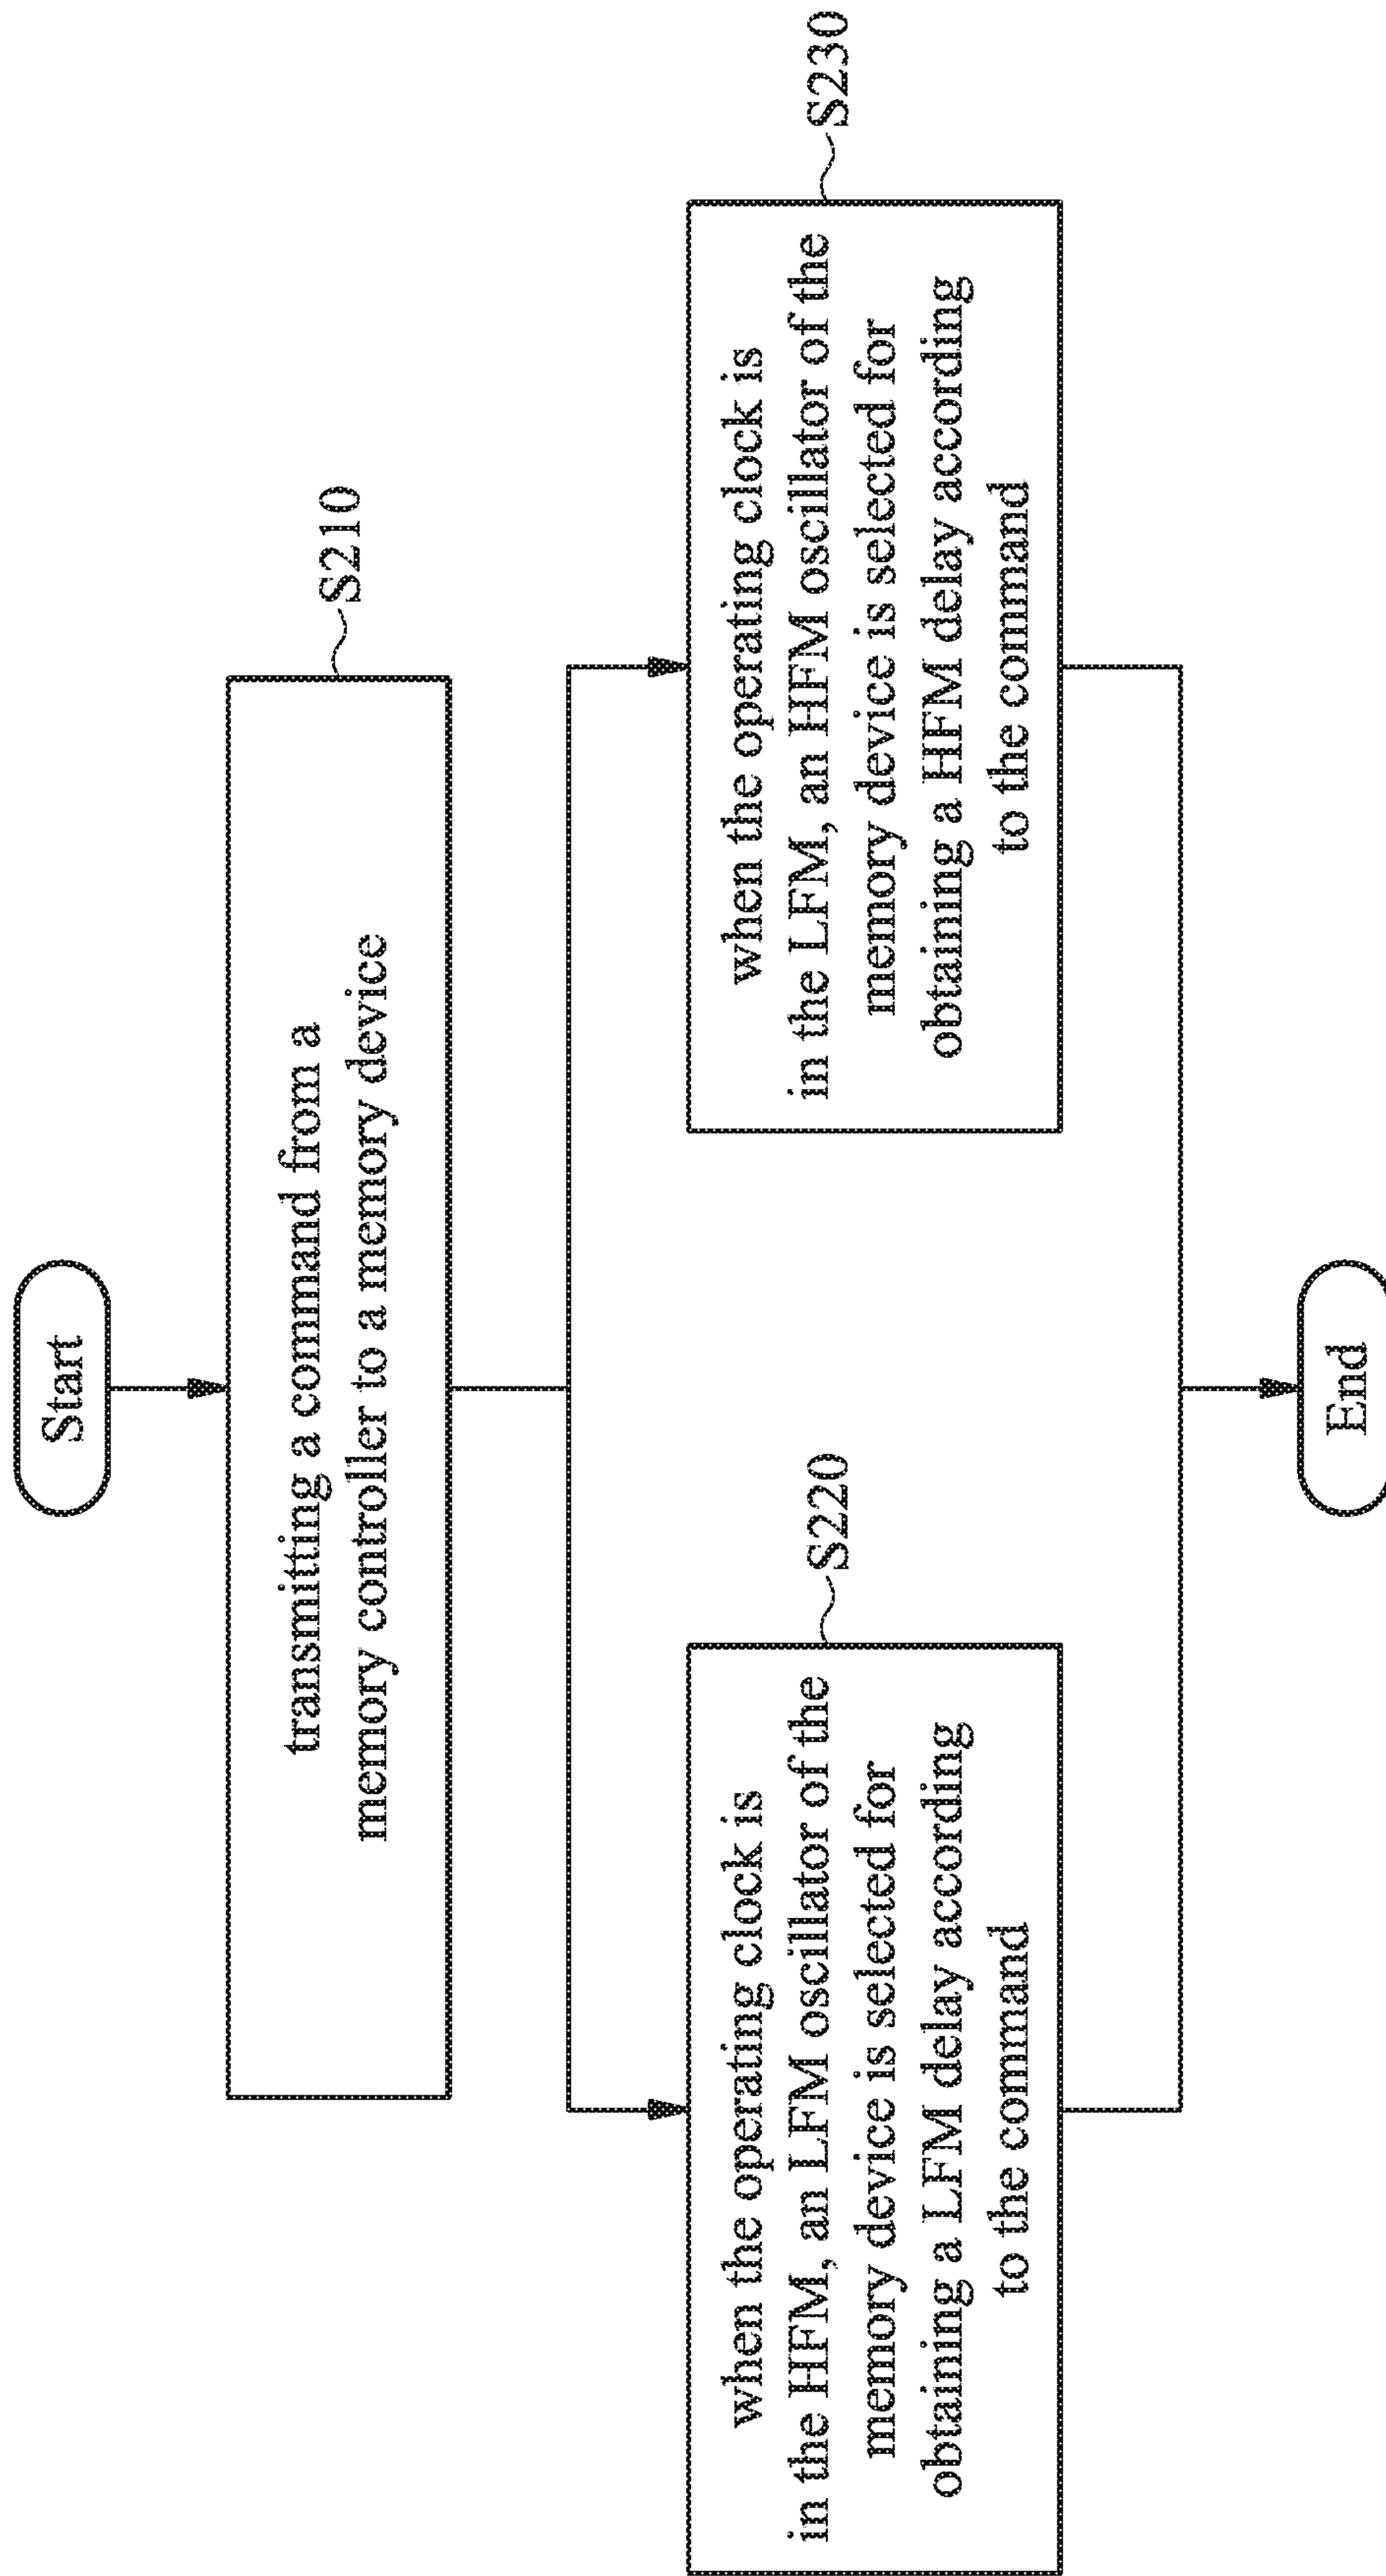 Start
transmitting a command from a
memory controller to a memory device
S210
when the operating clock is
in the HFM, an LFM oscillator of the
memory device is selected for
obtaining a LFM delay according
to the command
S220
when the operating clock is
in the LFM, an HFM oscillator of the
memory device is selected for
obtaining a HFM delay according
to the command
S230
End